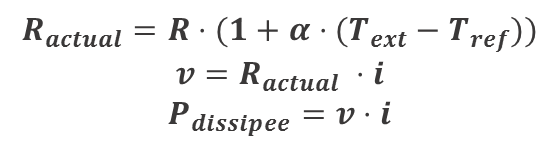 R_actual = R · (1 + α · (T_ext − T_ref))
v = R_actual · i
P_dissipee = v · i